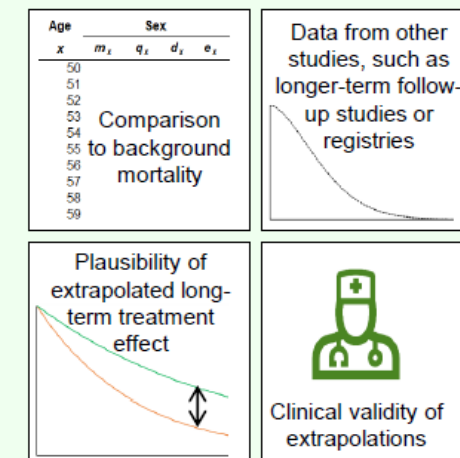 Age Sex
x mx qx dx ex
50
51
52
53
54
55
56
57
58
59
Comparison
to background
mortality
Data from other
studies, such as
longer-term follow-
up studies or
registries
Plausibility of
extrapolated long-
term treatment
effect
Clinical validity of
extrapolations